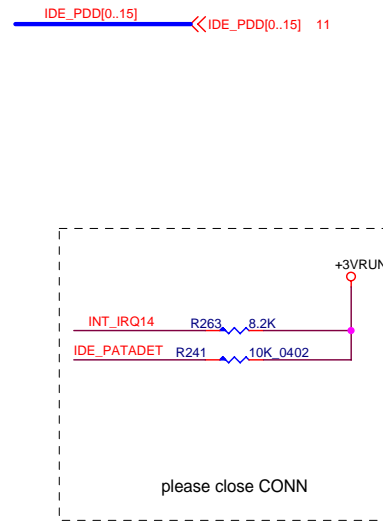 IDE_PDD[0..15]
IDE_PDD[0..15] 11
+3VRUN
INT_IRQ14 R263 8.2K
IDE_PATADET R241 10K_0402
please close CONN